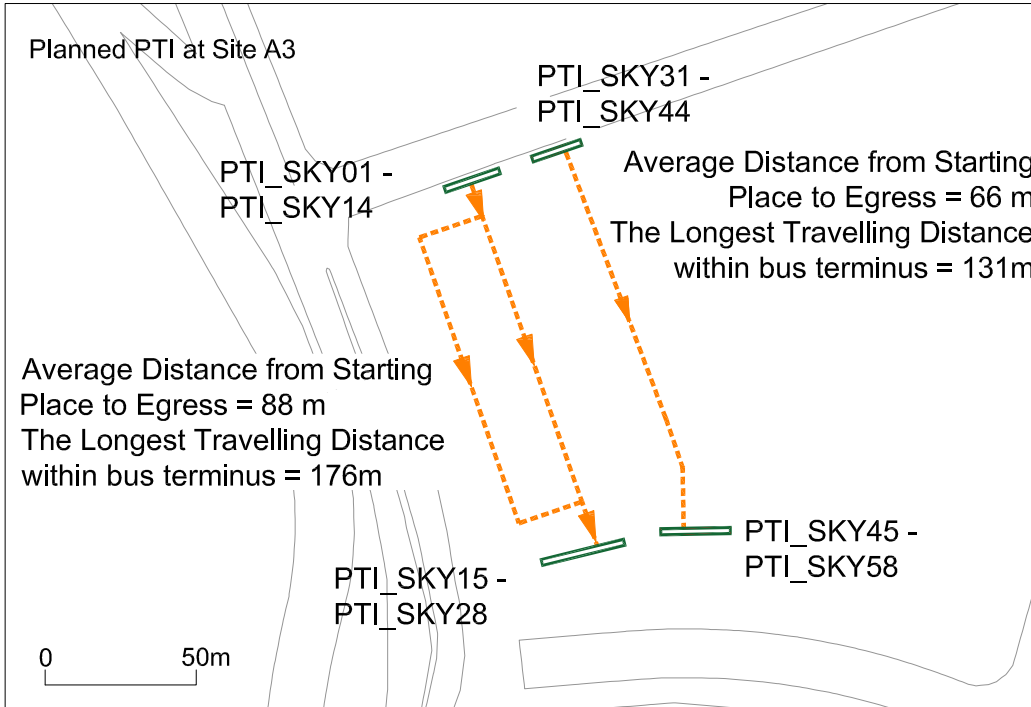 Planned PTI at Site A3
PTI_SKY31 -
PTI_SKY44
PTI_SKY01 -
PTI_SKY14
Average Distance from Starting
Place to Egress = 66 m
The Longest Travelling Distance
within bus terminus = 131m
Average Distance from Starting
Place to Egress = 88 m
The Longest Travelling Distance
within bus terminus = 176m
PTI_SKY45 -
PTI_SKY58
PTI_SKY15 -
PTI_SKY28
0 50m